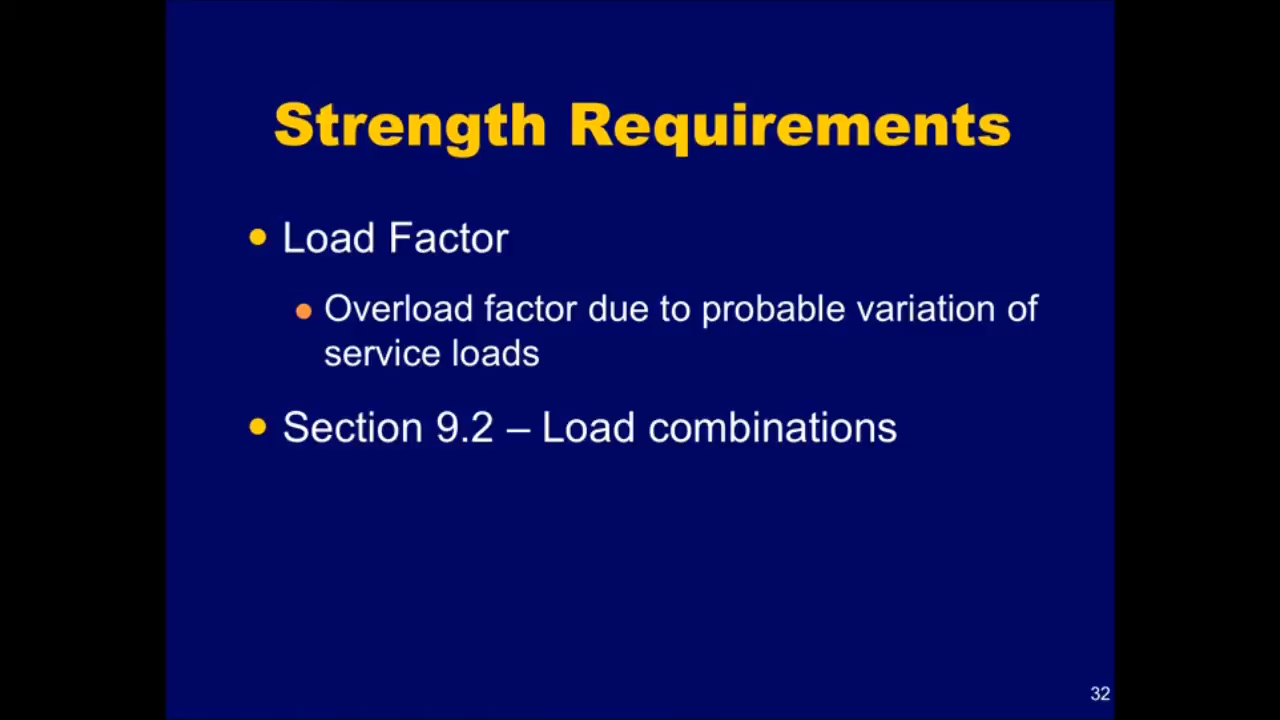 Strength Requirements
• Load Factor
• Overload factor due to probable variation of
service loads
• Section 9.2 – Load combinations
32